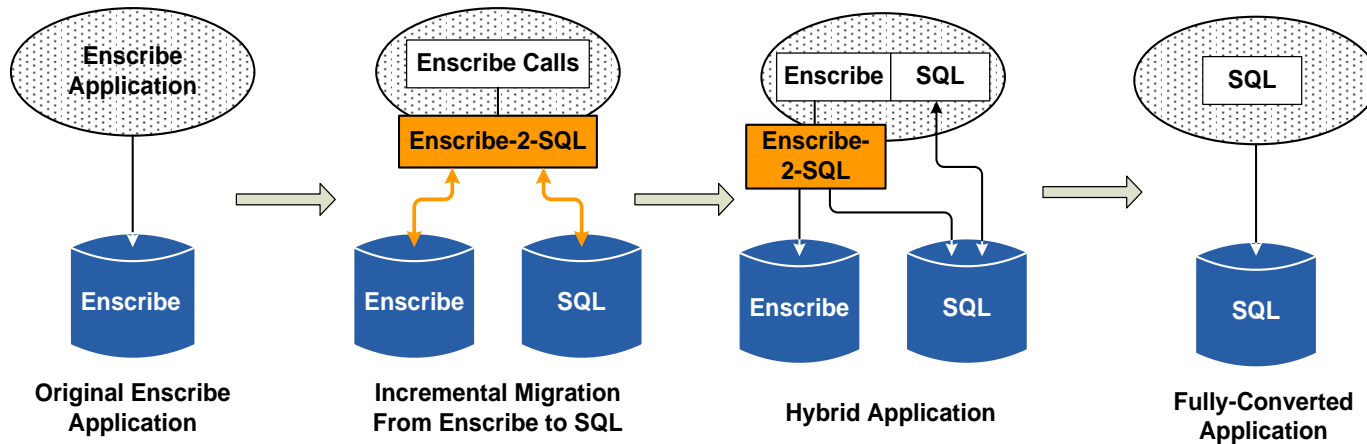 Enscribe
Application
Enscribe
Original Enscribe
Application
Enscribe Calls
Enscribe-2-SQL
Enscribe
SQL
Incremental Migration
From Enscribe to SQL
Enscribe
SQL
Enscribe-
2-SQL
Enscribe
SQL
Hybrid Application
SQL
SQL
Fully-Converted
Application